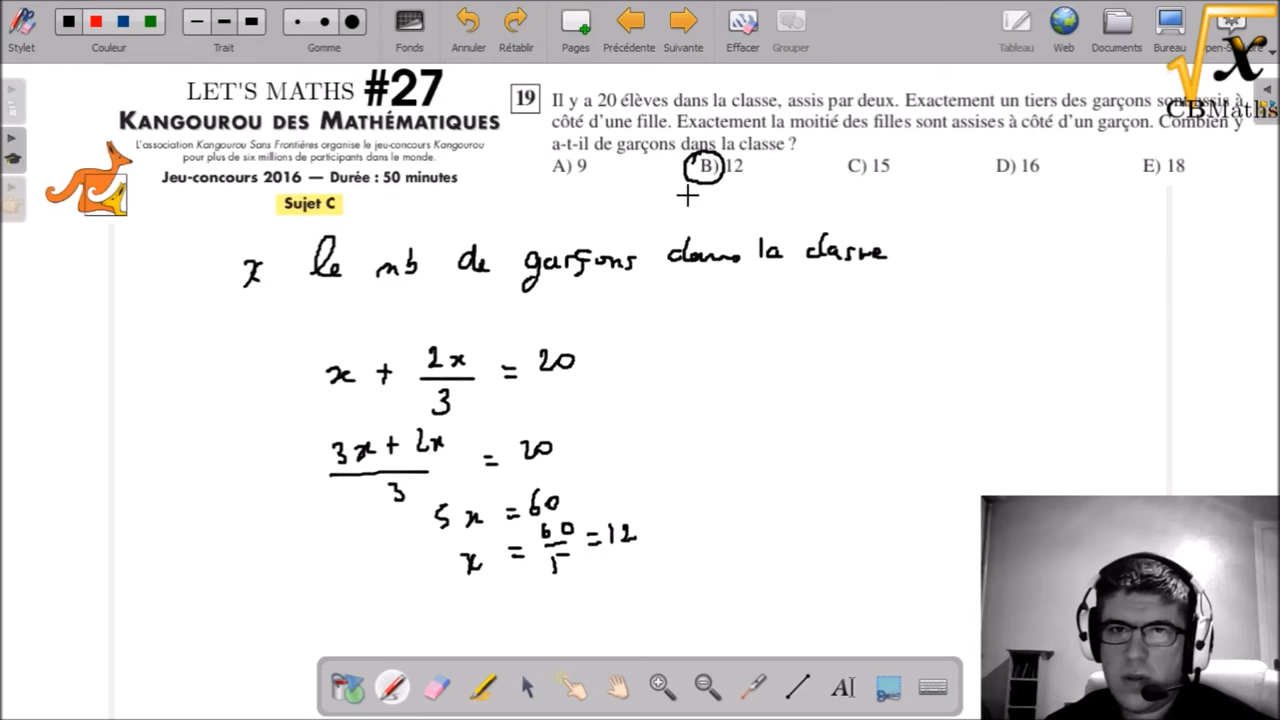 Stylet
Couleur
Trait
Gomme
Fonds
Annuler
Rétablir
Pages
Précédente
Suivante
Effacer
Grouper
Tableau
Web
Documents
Bureau
x
CBMaths
LET'S MATHS #27
KANGOUROU DES MATHÉMATIQUES
L'association Kangourou Sans Frontières organise le jeu-concours Kangourou
pour plus de six millions de participants dans le monde.
Jeu-concours 2016 — Durée : 50 minutes
Sujet C
19 Il y a 20 élèves dans la classe, assis par deux. Exactement un tiers des garçons sont assis à
côté d'une fille. Exactement la moitié des filles sont assises à côté d'un garçon. Combien y
a-t-il de garçons dans la classe ?
A) 9 B) 12 C) 15 D) 16 E) 18
x le nb de garçons dans la classe
x + 2x/3 = 20
3x + 2x / 3 = 20
5x = 60
x = 60/5 = 12
AI